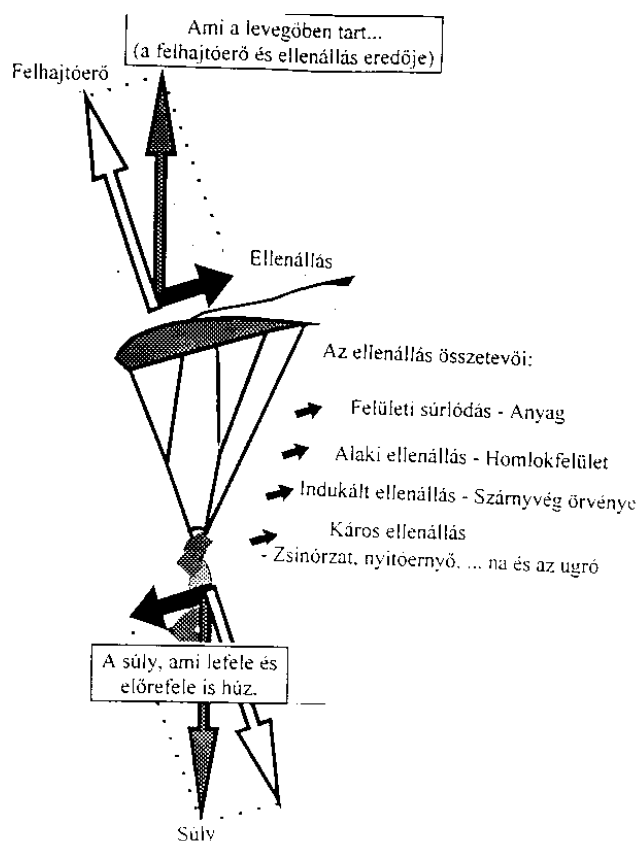 Ami a levegőben tart...
(a felhajtóerő és ellenállás eredője)
Felhajtóerő
Ellenállás
Az ellenállás összetevői:
Felületi súrlódás - Anyag
Alaki ellenállás - Homlokfelület
Indukált ellenállás - Szárnyvég örvénye
Káros ellenállás
- Zsinórzat, nyitóernyő, ... na és az ugró
A súly, ami lefele és
előrefele is húz.
Súly